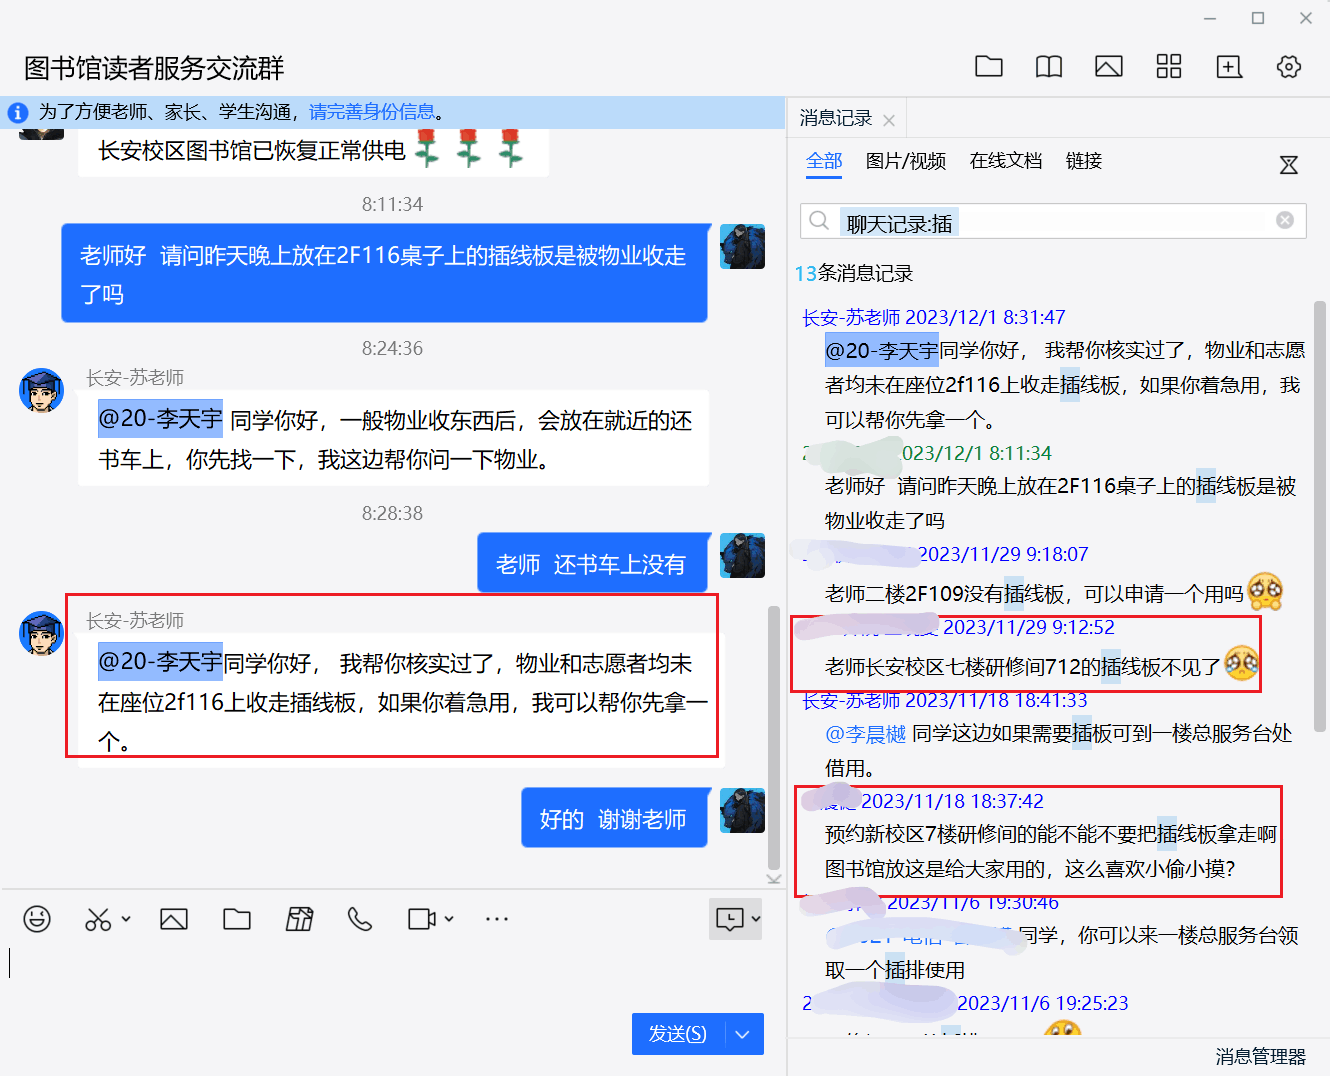 图书馆读者服务交流群
为了方便老师、家长、学生沟通，请完善身份信息。
长安校区图书馆已恢复正常供电
8:11:34
老师好 请问昨天晚上放在2F116桌子上的插线板是被物业收走
了吗
8:24:36
长安-苏老师
@20-李天宇 同学你好，一般物业收东西后，会放在就近的还
书车上，你先找一下，我这边帮你问一下物业。
8:28:38
老师 还书车上没有
长安-苏老师
@20-李天宇同学你好， 我帮你核实过了，物业和志愿者均未
在座位2f116上收走插线板，如果你着急用，我可以帮你先拿一
个。
好的 谢谢老师
发送(S)
消息记录
全部 图片/视频 在线文档 链接
聊天记录:插
13条消息记录
长安-苏老师 2023/12/1 8:31:47
@20-李天宇同学你好， 我帮你核实过了，物业和志愿
者均未在座位2f116上收走插线板，如果你着急用，我
可以帮你先拿一个。
023/12/1 8:11:34
老师好 请问昨天晚上放在2F116桌子上的插线板是被
物业收走了吗
2023/11/29 9:18:07
老师二楼2F109没有插线板，可以申请一个用吗
2023/11/29 9:12:52
老师长安校区七楼研修间712的插线板不见了
长安-苏老师 2023/11/18 18:41:33
@李晨樾 同学这边如果需要插板可到一楼总服务台处
借用。
2023/11/18 18:37:42
预约新校区7楼研修间的能不能不要把插线板拿走啊
图书馆放这是给大家用的，这么喜欢小偷小摸?
2023/11/6 19:30:46
同学，你可以来一楼总服务台领
取一个插排使用
2023/11/6 19:25:23
消息管理器